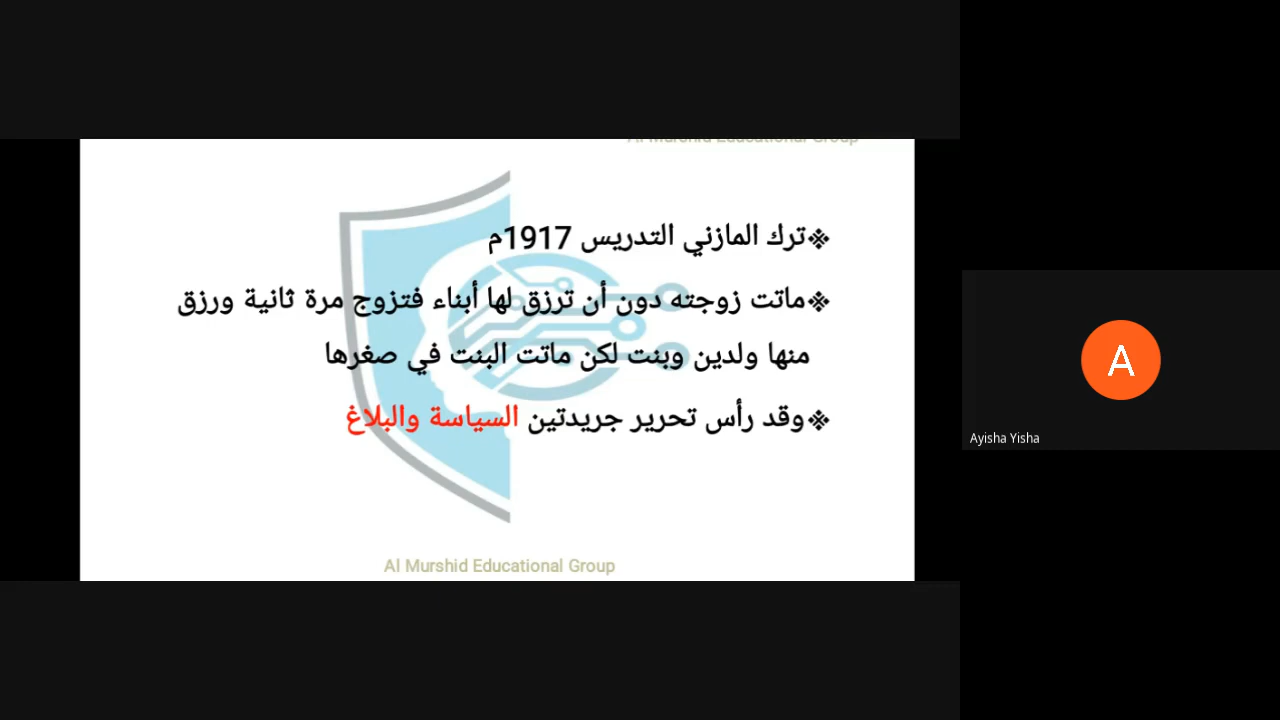 Al Murshid Educational Group
❖ترك المازني التدريس 1917م
❖ماتت زوجته دون أن ترزق لها أبناء فتزوج مرة ثانية ورزق
منها ولدين وبنت لكن ماتت البنت في صغرها
❖وقد رأس تحرير جريدتين السياسة والبلاغ
Al Murshid Educational Group
A
Ayisha Yisha